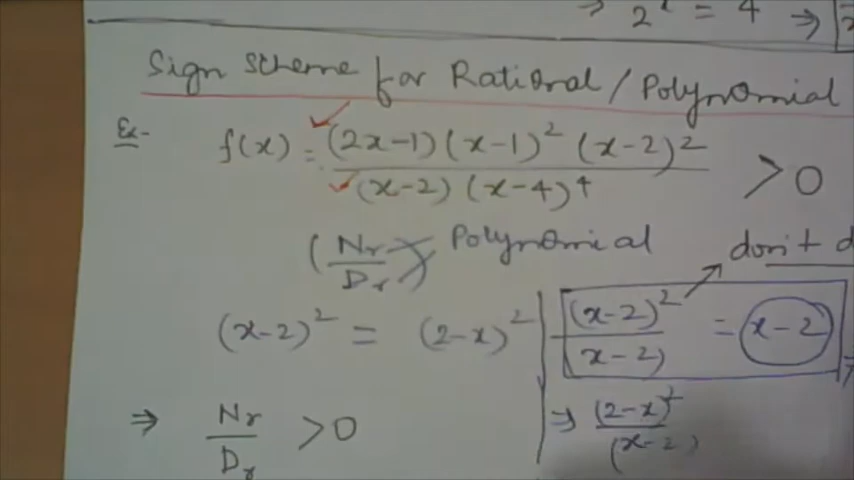 ⇒ 2² = 4 ⇒
Sign Scheme for Rational / Polynomial
Ex-
f(x) = (2x-1)(x-1)² (x-2)² / (x-2) (x-4)⁴ > 0
(Nr/Dr) Polynomial don't
(x-2)² = (2-x)² | (x-2)² / (x-2) = x-2
⇒ Nr/Dr > 0 | ⇒ (2-x)² / (x-2)